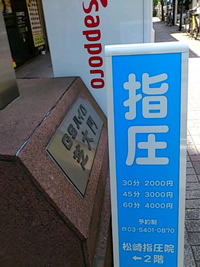 sapporo
指圧
30分 2000円
45分 3000円
60分 4000円
予約制
☎03-5401-0870
松崎指圧院
←2階